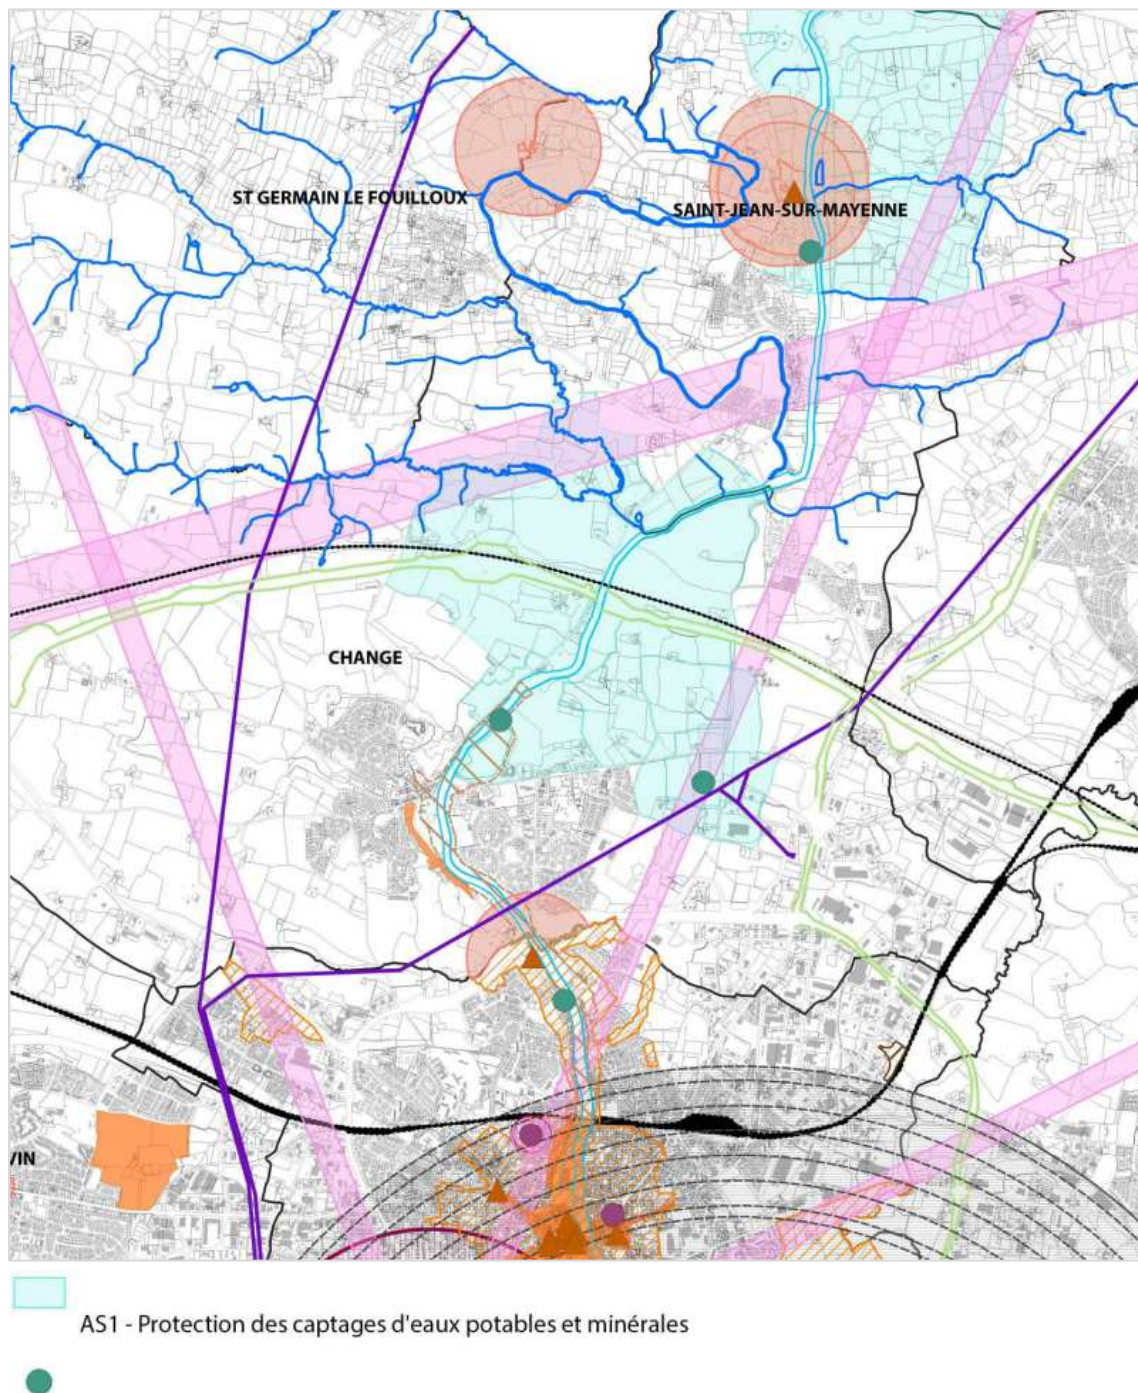 ST GERMAIN LE FOUILLOUX
SAINT-JEAN-SUR-MAYENNE
CHANGE
VIN
AS1 - Protection des captages d'eaux potables et minérales